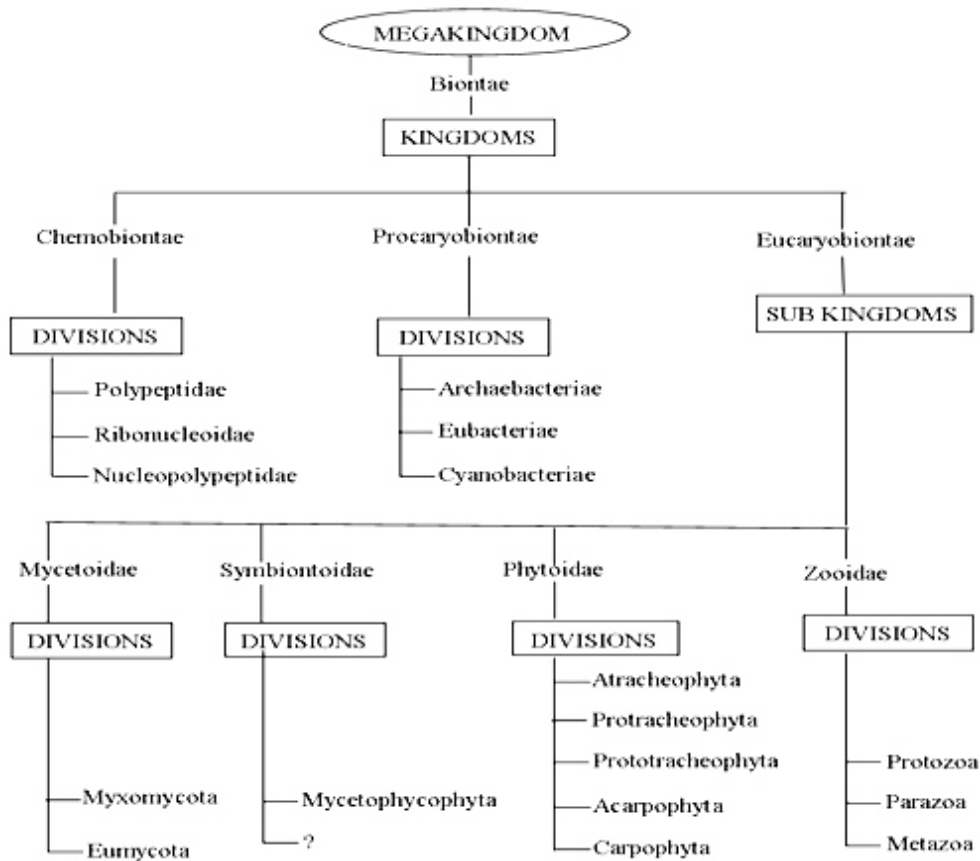 MEGAKINGDOM
Biontae
KINGDOMS
Chemobiontae
Procaryobiontae
Eucaryobiontae
DIVISIONS
DIVISIONS
SUB KINGDOMS
Polypeptidae
Ribonucleoidae
Nucleopolypeptidae
Archaebacteriae
Eubacteriae
Cyanobacteriae
Mycetoidae
Symbiontoidae
Phytoidae
Zooidae
DIVISIONS
DIVISIONS
DIVISIONS
DIVISIONS
Myxomycota
Eumycota
Mycetophycophyta
?
Atracheophyta
Protracheophyta
Prototracheophyta
Acarpophyta
Carpophyta
Protozoa
Parazoa
Metazoa